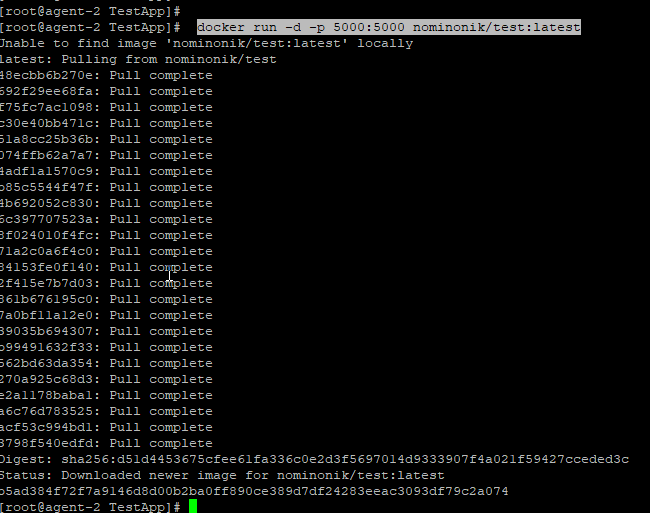 [root@agent-2 TestApp]#
[root@agent-2 TestApp]# docker run -d -p 5000:5000 nominonik/test:latest
Unable to find image 'nominonik/test:latest' locally
latest: Pulling from nominonik/test
48ecbb6b270e: Pull complete
692f29ee68fa: Pull complete
f75fc7ac1098: Pull complete
c30e40bb471c: Pull complete
51a8cc25b36b: Pull complete
074ffb62a7a7: Pull complete
4adf1a1570c9: Pull complete
b85c5544f47f: Pull complete
4b692052c830: Pull complete
6c397707523a: Pull complete
8f024010f4fc: Pull complete
71a2c0a6f4c0: Pull complete
84153fe0f140: Pull complete
2f415e7b7d03: Pull complete
861b676195c0: Pull complete
7a0bf11a12e0: Pull complete
39035b694307: Pull complete
b99491632f33: Pull complete
562bd63da354: Pull complete
270a925c68d3: Pull complete
e2a1178baba1: Pull complete
a6c76d783525: Pull complete
acf53c994bd1: Pull complete
3798f540edfd: Pull complete
Digest: sha256:d51d4453675cfee61fa336c0e2d3f5697014d9333907f4a021f59427cceded3c
Status: Downloaded newer image for nominonik/test:latest
b5ad384f72f7a9146d8d00b2ba0ff890ce389d7df24283eeac3093df79c2a074
[root@agent-2 TestApp]#